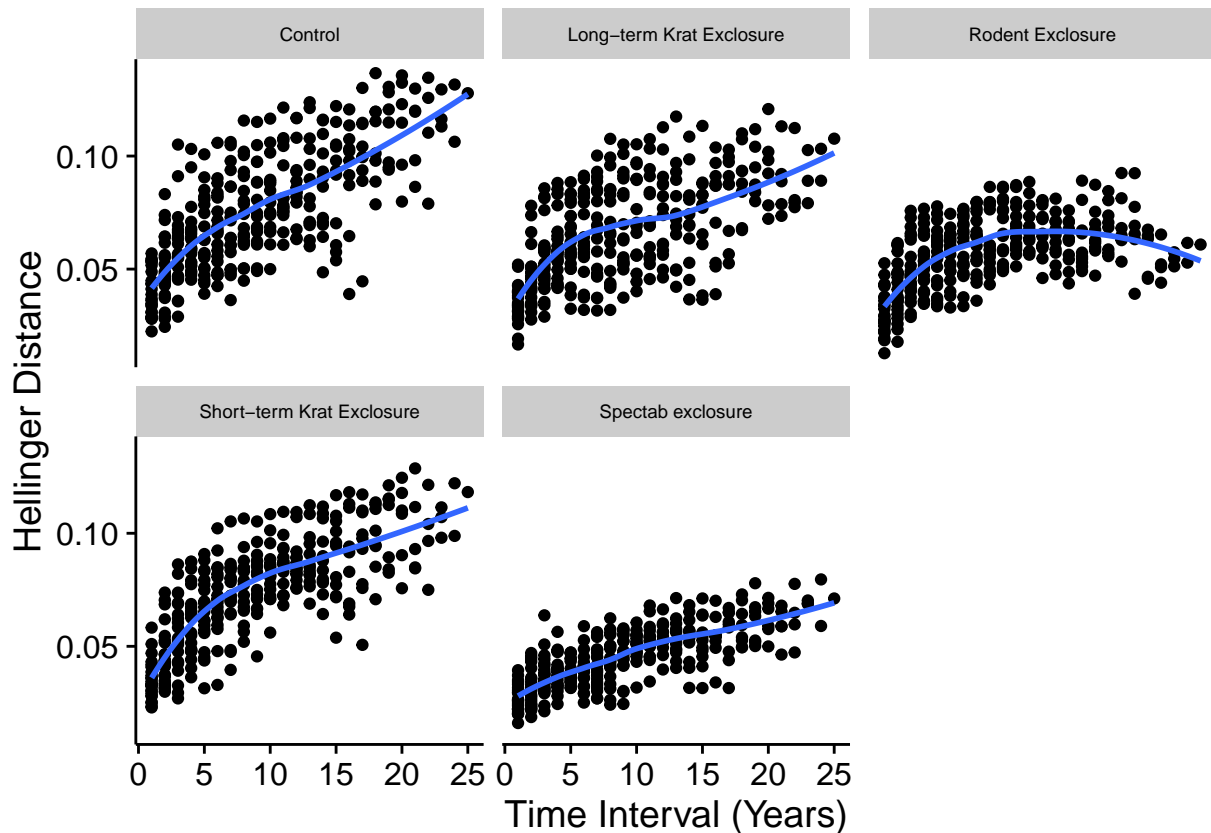 Control
Long−term Krat Exclosure
Rodent Exclosure
0.10
0.05
Short−term Krat Exclosure
Spectab exclosure
0.10
0.05
0 5 10 15 20 25
0 5 10 15 20 25
Time Interval (Years)
Hellinger Distance